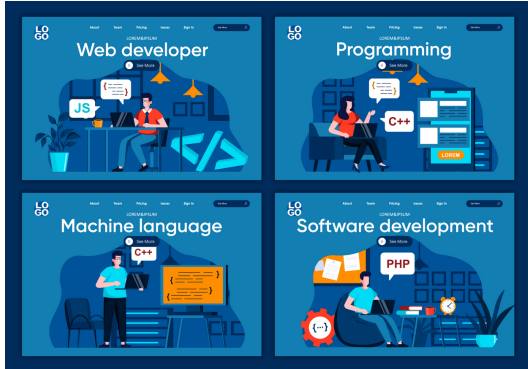 LO
GO
About Team Pricing Issues Sign In
LOREMIPSUM
Web developer
See More
{ }
JS
</>
LO
GO
About Team Pricing Issues Sign In
LOREMIPSUM
Programming
See More
{ }
C++
LOREM
LO
GO
About Team Pricing Issues Sign In
LOREMIPSUM
Machine language
See More
C++
{ }
}
LO
GO
About Team Pricing Issues Sign In
LOREMIPSUM
Software development
See More
PHP
{···}